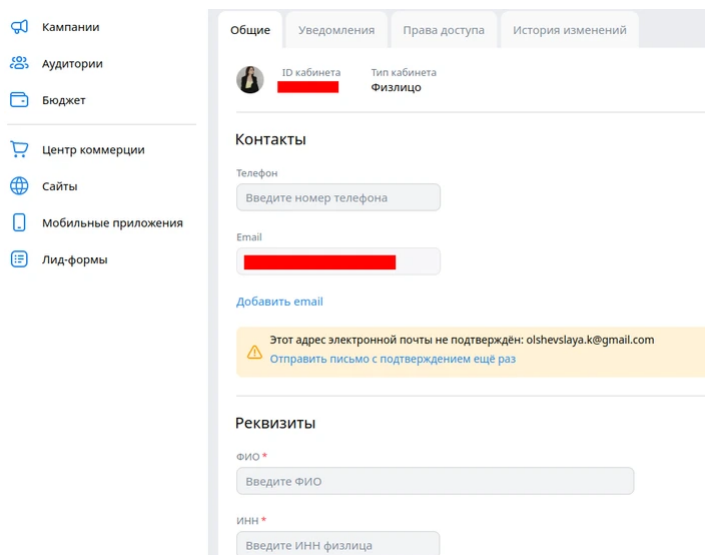 Кампании
Аудитории
Бюджет
Центр коммерции
Сайты
Мобильные приложения
Лид-формы
Общие
Уведомления
Права доступа
История изменений
ID кабинета
Тип кабинета
Физлицо
Контакты
Телефон
Введите номер телефона
Email
Добавить email
Этот адрес электронной почты не подтверждён: olshevslaya.k@gmail.com
Отправить письмо с подтверждением ещё раз
Реквизиты
ФИО *
Введите ФИО
ИНН *
Введите ИНН физлица